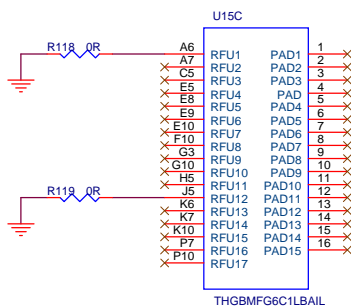 U15C
R118 0R A6 RFU1 PAD1 1
A7 RFU2 PAD2 2
C5 RFU3 PAD3 3
E5 RFU4 PAD 4
E8 RFU5 PAD4 5
E9 RFU6 PAD5 6
E10 RFU7 PAD6 7
F10 RFU8 PAD7 8
G3 RFU9 PAD8 9
G10 RFU10 PAD9 10
H5 RFU11 PAD10 11
R119 0R J5 RFU12 PAD11 12
K6 RFU13 PAD12 13
K7 RFU14 PAD13 14
K10 RFU15 PAD14 15
P7 RFU16 PAD15 16
P10 RFU17
THGBMFG6C1LBAIL